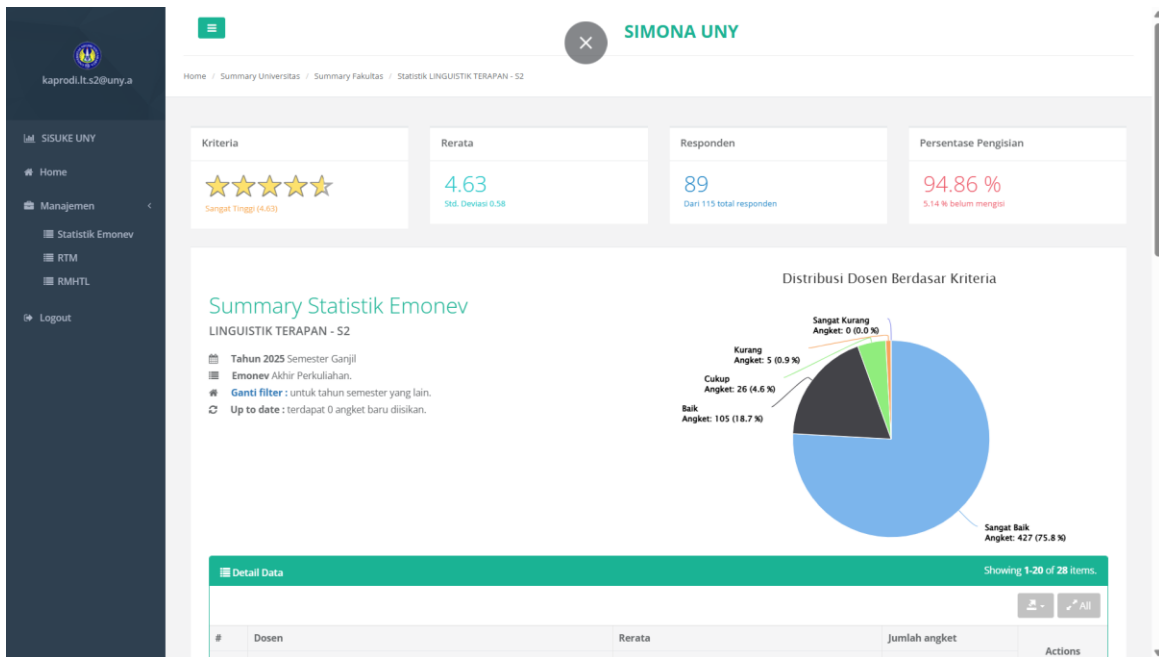 SIMONA UNY
kaprodi.lt.s2@uny.a
Home / Summary Universitas / Summary Fakultas / Statistik LINGUISTIK TERAPAN - S2
SiSUKE UNY
Home
Manajemen
Statistik Emonev
RTM
RMHTL
Logout
Kriteria
Sangat Tinggi (4.63)
Rerata
4.63
Std. Deviasi 0.58
Responden
89
Dari 115 total responden
Persentase Pengisian
94.86 %
5.14 % belum mengisi
Summary Statistik Emonev
LINGUISTIK TERAPAN - S2
Tahun 2025 Semester Ganjil
Emonev Akhir Perkuliahan.
Ganti filter : untuk tahun semester yang lain.
Up to date : terdapat 0 angket baru diisikan.
Distribusi Dosen Berdasar Kriteria
Sangat Kurang
Angket: 0 (0.0 %)
Kurang
Angket: 5 (0.9 %)
Cukup
Angket: 26 (4.6 %)
Baik
Angket: 105 (18.7 %)
Sangat Baik
Angket: 427 (75.8 %)
Detail Data
Showing 1-20 of 28 items.
All
# Dosen Rerata Jumlah angket Actions